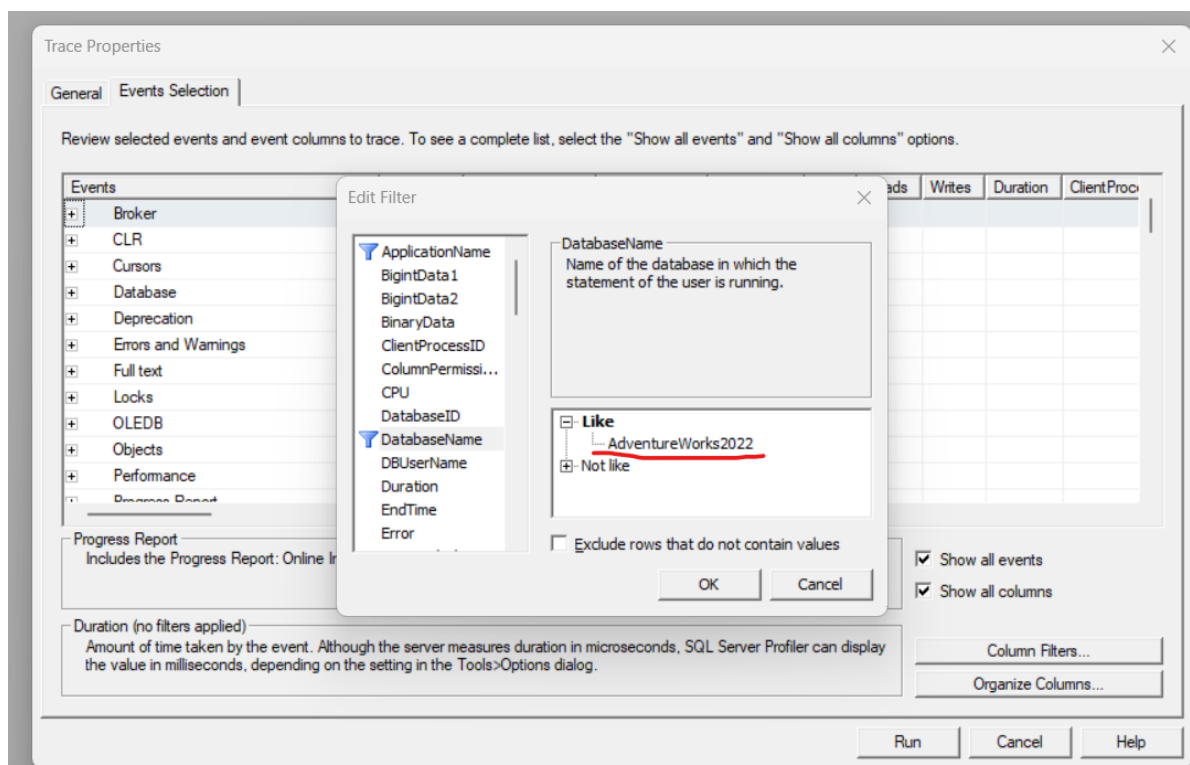 Trace Properties
General Events Selection
Review selected events and event columns to trace. To see a complete list, select the "Show all events" and "Show all columns" options.
Events ads Writes Duration ClientProc
Broker
CLR
Cursors
Database
Deprecation
Errors and Warnings
Full text
Locks
OLEDB
Objects
Performance
Progress Report
Edit Filter
ApplicationName
BigintData1
BigintData2
BinaryData
ClientProcessID
ColumnPermissi...
CPU
DatabaseID
DatabaseName
DBUserName
Duration
EndTime
Error
DatabaseName
Name of the database in which the
statement of the user is running.
Like
AdventureWorks2022
Not like
Exclude rows that do not contain values
OK Cancel
Progress Report
Includes the Progress Report: Online I
Show all events
Show all columns
Duration (no filters applied)
Amount of time taken by the event. Although the server measures duration in microseconds, SQL Server Profiler can display
the value in milliseconds, depending on the setting in the Tools>Options dialog.
Column Filters...
Organize Columns...
Run Cancel Help